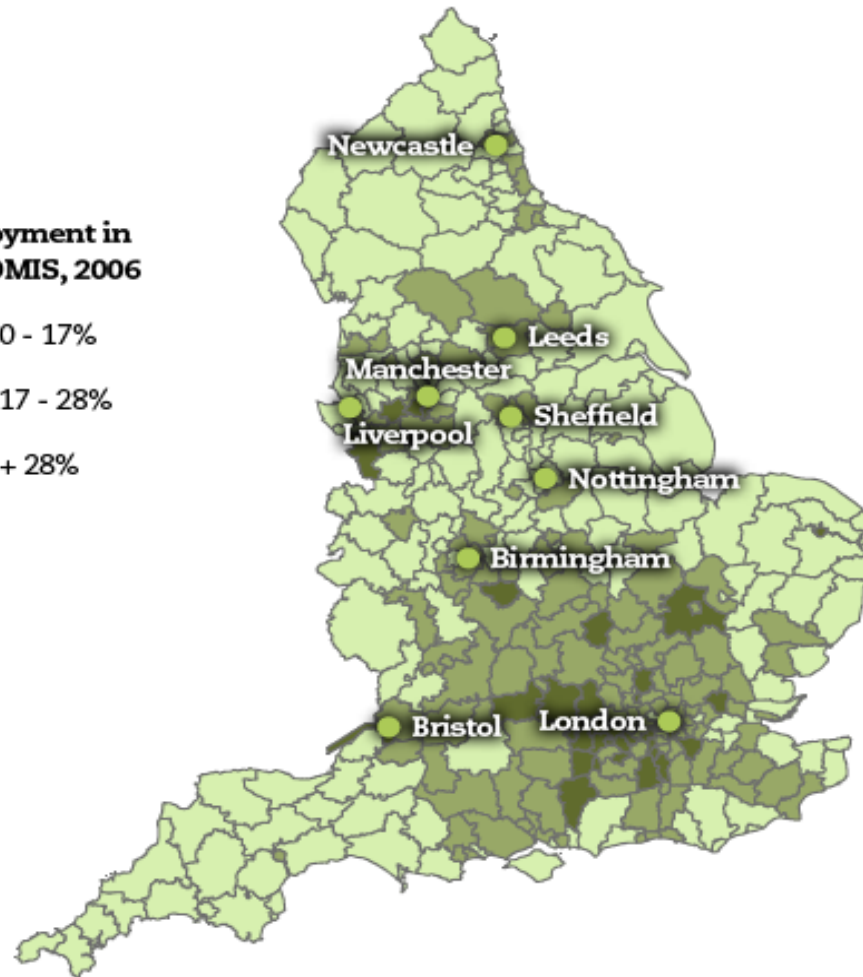 Newcastle
oyment in
OMIS, 2006
0 - 17%
17 - 28%
+ 28%
Leeds
Manchester
Sheffield
Liverpool
Nottingham
Birmingham
Bristol
London